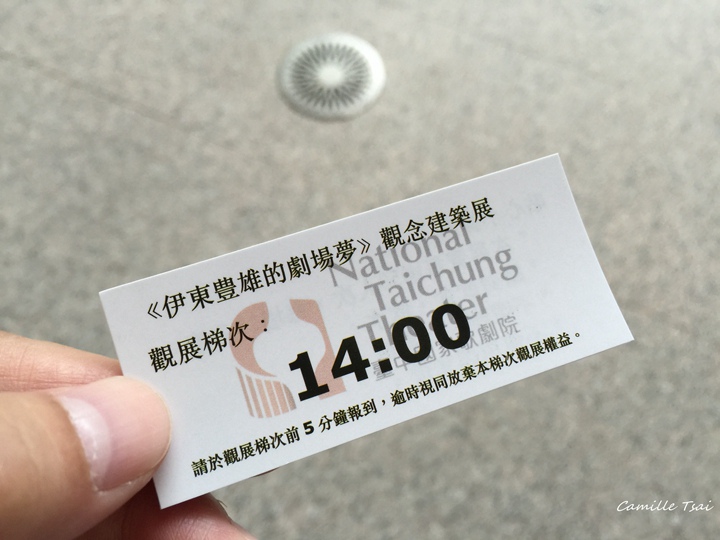 《伊東豊雄的劇場夢》觀念建築展
National
Taichung
Theater
臺中國家歌劇院
觀展梯次：
14:00
請於觀展梯次前5分鐘報到，逾時視同放棄本梯次觀展權益。
Camille Tsai